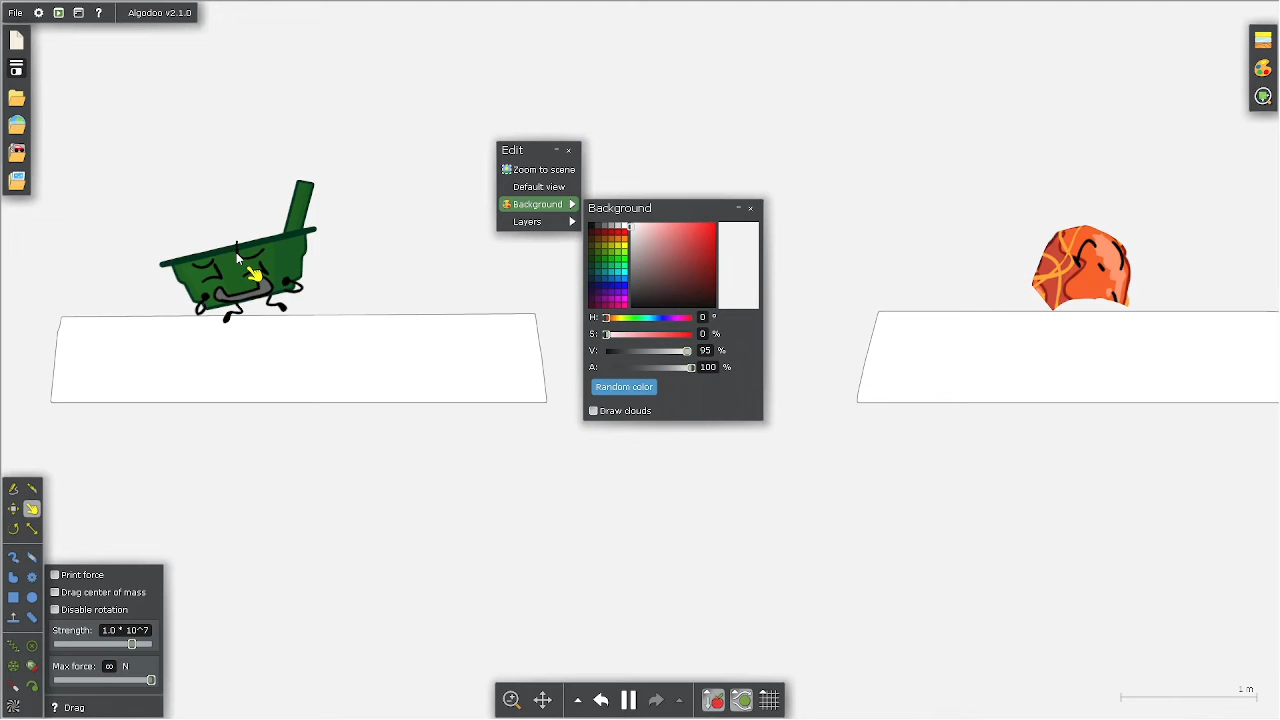 File ? Algodoo v2.1.0
Edit
Zoom to scene
Default view
Background
Layers
Background
H: 0 °
S: 0 %
V: 95 %
A: 100 %
Random color
Draw clouds
Print force
Drag center of mass
Disable rotation
Strength: 1.0 * 10^7
Max force: ∞ N
? Drag
1 m